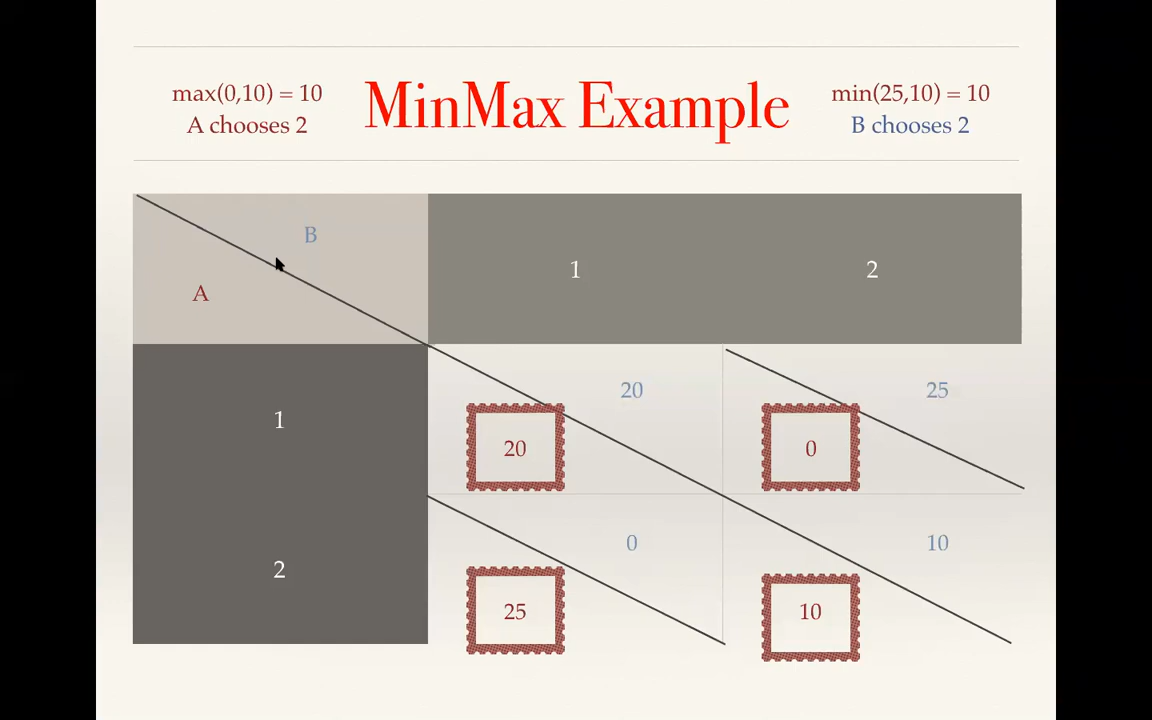 max(0,10) = 10
A chooses 2
MinMax Example
min(25,10) = 10
B chooses 2
B
A
1
2
1
20
20
25
0
2
0
25
10
10